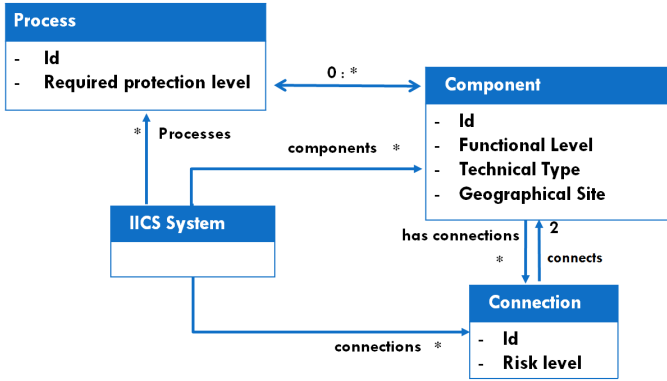 Process
- Id
- Required protection level
0 : *
Component
- Id
- Functional Level
- Technical Type
- Geographical Site
* Processes
components *
IICS System
has connections
*
2
connects
Connection
- Id
- Risk level
connections *